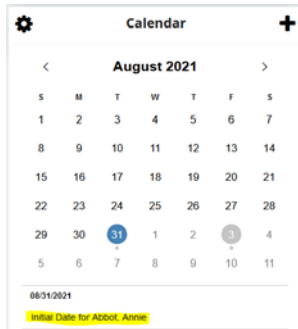 Calendar
August 2021
S M T W T F S
1 2 3 4 5 6 7
8 9 10 11 12 13 14
15 16 17 18 19 20 21
22 23 24 25 26 27 28
29 30 31 1 2 3 4
5 6 7 8 9 10 11
08/31/2021
Initial Date for Abbot, Annie